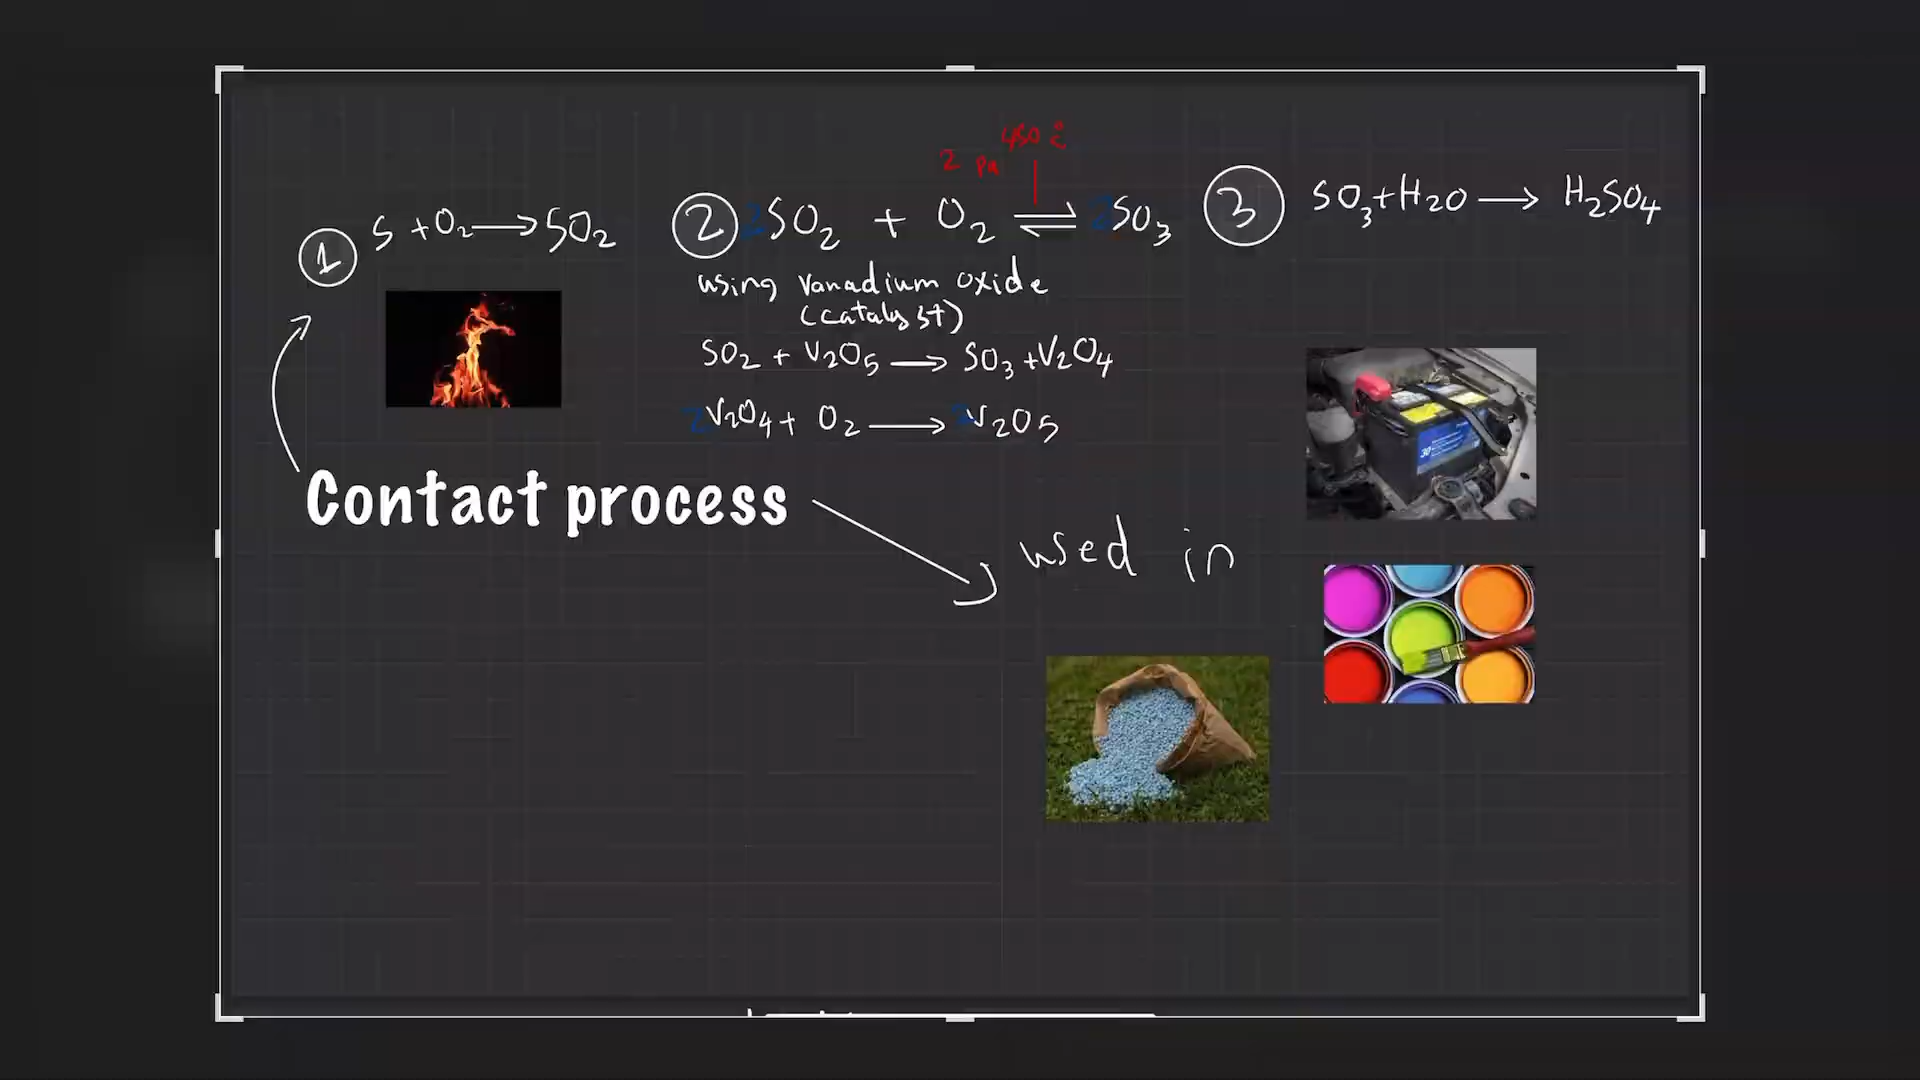 2 Pa 450 c°
1 S + O2 → SO2
2 2SO2 + O2 ⇌ 2SO3
3 SO3 + H2O → H2SO4
using vanadium oxide
(catalyst)
SO2 + V2O5 → SO3 + V2O4
2V2O4 + O2 → 2V2O5
Contact process
used in
30